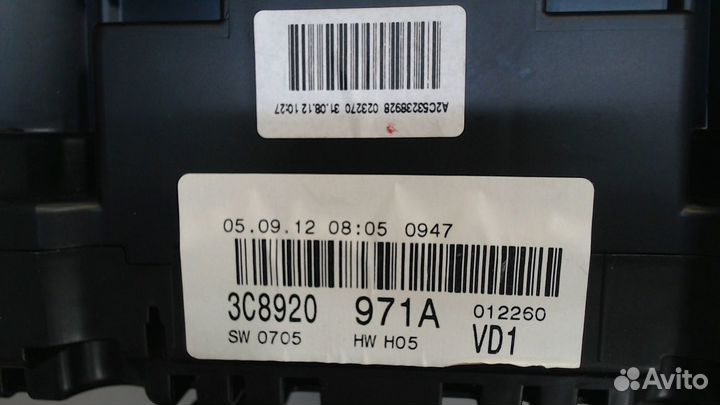 A2C53238928 023270 31.08.12 10:27
05.09.12 08:05 0947
3C8920 971A 012260
SW 0705 HW H05 VD1
Avito